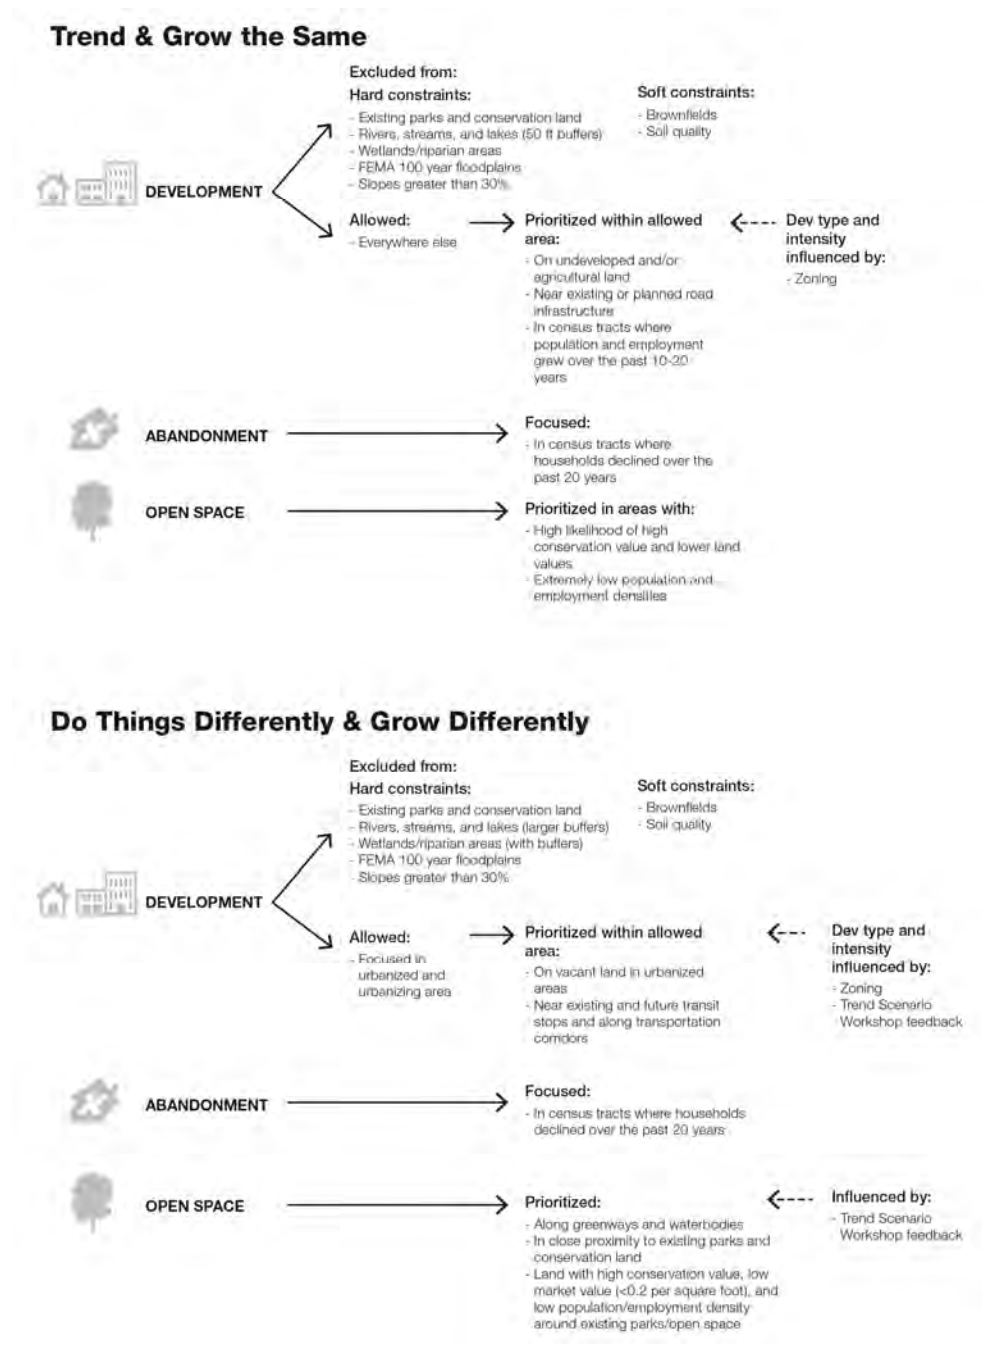 Trend & Grow the Same
Excluded from:
Hard constraints:
- Existing parks and conservation land
- Rivers, streams, and lakes (50 ft buffers)
- Wetlands/riparian areas
- FEMA 100 year floodplains
- Slopes greater than 30%
Soft constraints:
- Brownfields
- Soil quality
DEVELOPMENT
Allowed:
- Everywhere else
Prioritized within allowed
area:
- On undeveloped and/or
agricultural land
- Near existing or planned road
infrastructure
- In census tracts where
population and employment
grew over the past 10-20
years
Dev type and
intensity
influenced by:
- Zoning
ABANDONMENT
Focused:
- In census tracts where
households declined over the
past 20 years
OPEN SPACE
Prioritized in areas with:
- High likelihood of high
conservation value and lower land
values
- Extremely low population and
employment densities
Do Things Differently & Grow Differently
Excluded from:
Hard constraints:
- Existing parks and conservation land
- Rivers, streams, and lakes (larger buffers)
- Wetlands/riparian areas (with buffers)
- FEMA 100 year floodplains
- Slopes greater than 30%
Soft constraints:
- Brownfields
- Soil quality
DEVELOPMENT
Allowed:
- Focused in
urbanized and
urbanizing area
Prioritized within allowed
area:
- On vacant land in urbanized
areas
- Near existing and future transit
stops and along transportation
corridors
Dev type and
intensity
influenced by:
- Zoning
- Trend Scenario
Workshop feedback
ABANDONMENT
Focused:
- In census tracts where households
declined over the past 20 years
OPEN SPACE
Prioritized:
- Along greenways and waterbodies
- In close proximity to existing parks and
conservation land
- Land with high conservation value, low
market value (<0.2 per square foot), and
low population/employment density
around existing parks/open space
Influenced by:
- Trend Scenario
Workshop feedback